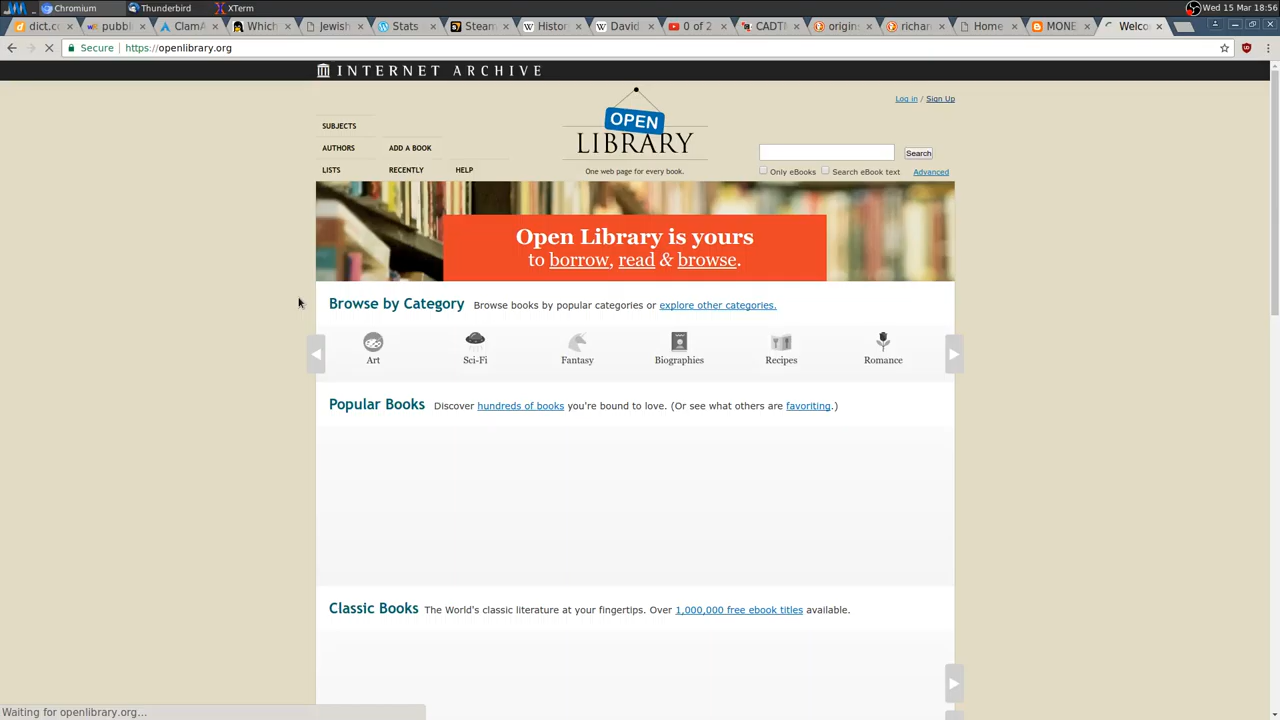 Chromium Thunderbird XTerm Wed 15 Mar 18:56
dict.c pubbl ClamA Which Jewish Stats Steam Histor David 0 of 2 CADTM origin richar Home MONE Welco
Secure https://openlibrary.org
INTERNET ARCHIVE
Log in / Sign Up
OPEN
LIBRARY
One web page for every book.
SUBJECTS
AUTHORS ADD A BOOK
LISTS RECENTLY HELP
Search
Only eBooks Search eBook text Advanced
Open Library is yours
to borrow, read & browse.
Browse by Category Browse books by popular categories or explore other categories.
Art Sci-Fi Fantasy Biographies Recipes Romance
Popular Books Discover hundreds of books you're bound to love. (Or see what others are favoriting.)
Classic Books The World's classic literature at your fingertips. Over 1,000,000 free ebook titles available.
Waiting for openlibrary.org...